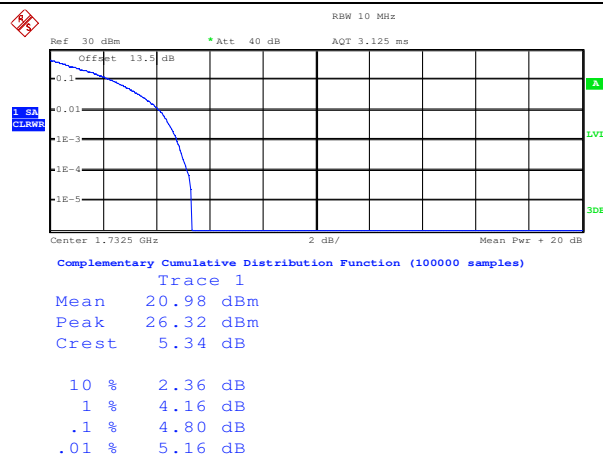 R/S
RBW 10 MHz
Ref 30 dBm * Att 40 dB AQT 3.125 ms
Offset 13.5 dB
0.1
A
0.01
1 SA
CLRWR
1E-3
LVL
1E-4
1E-5
3DB
Center 1.7325 GHz 2 dB/ Mean Pwr + 20 dB
Complementary Cumulative Distribution Function (100000 samples)
Trace 1
Mean 20.98 dBm
Peak 26.32 dBm
Crest 5.34 dB
10 % 2.36 dB
1 % 4.16 dB
.1 % 4.80 dB
.01 % 5.16 dB